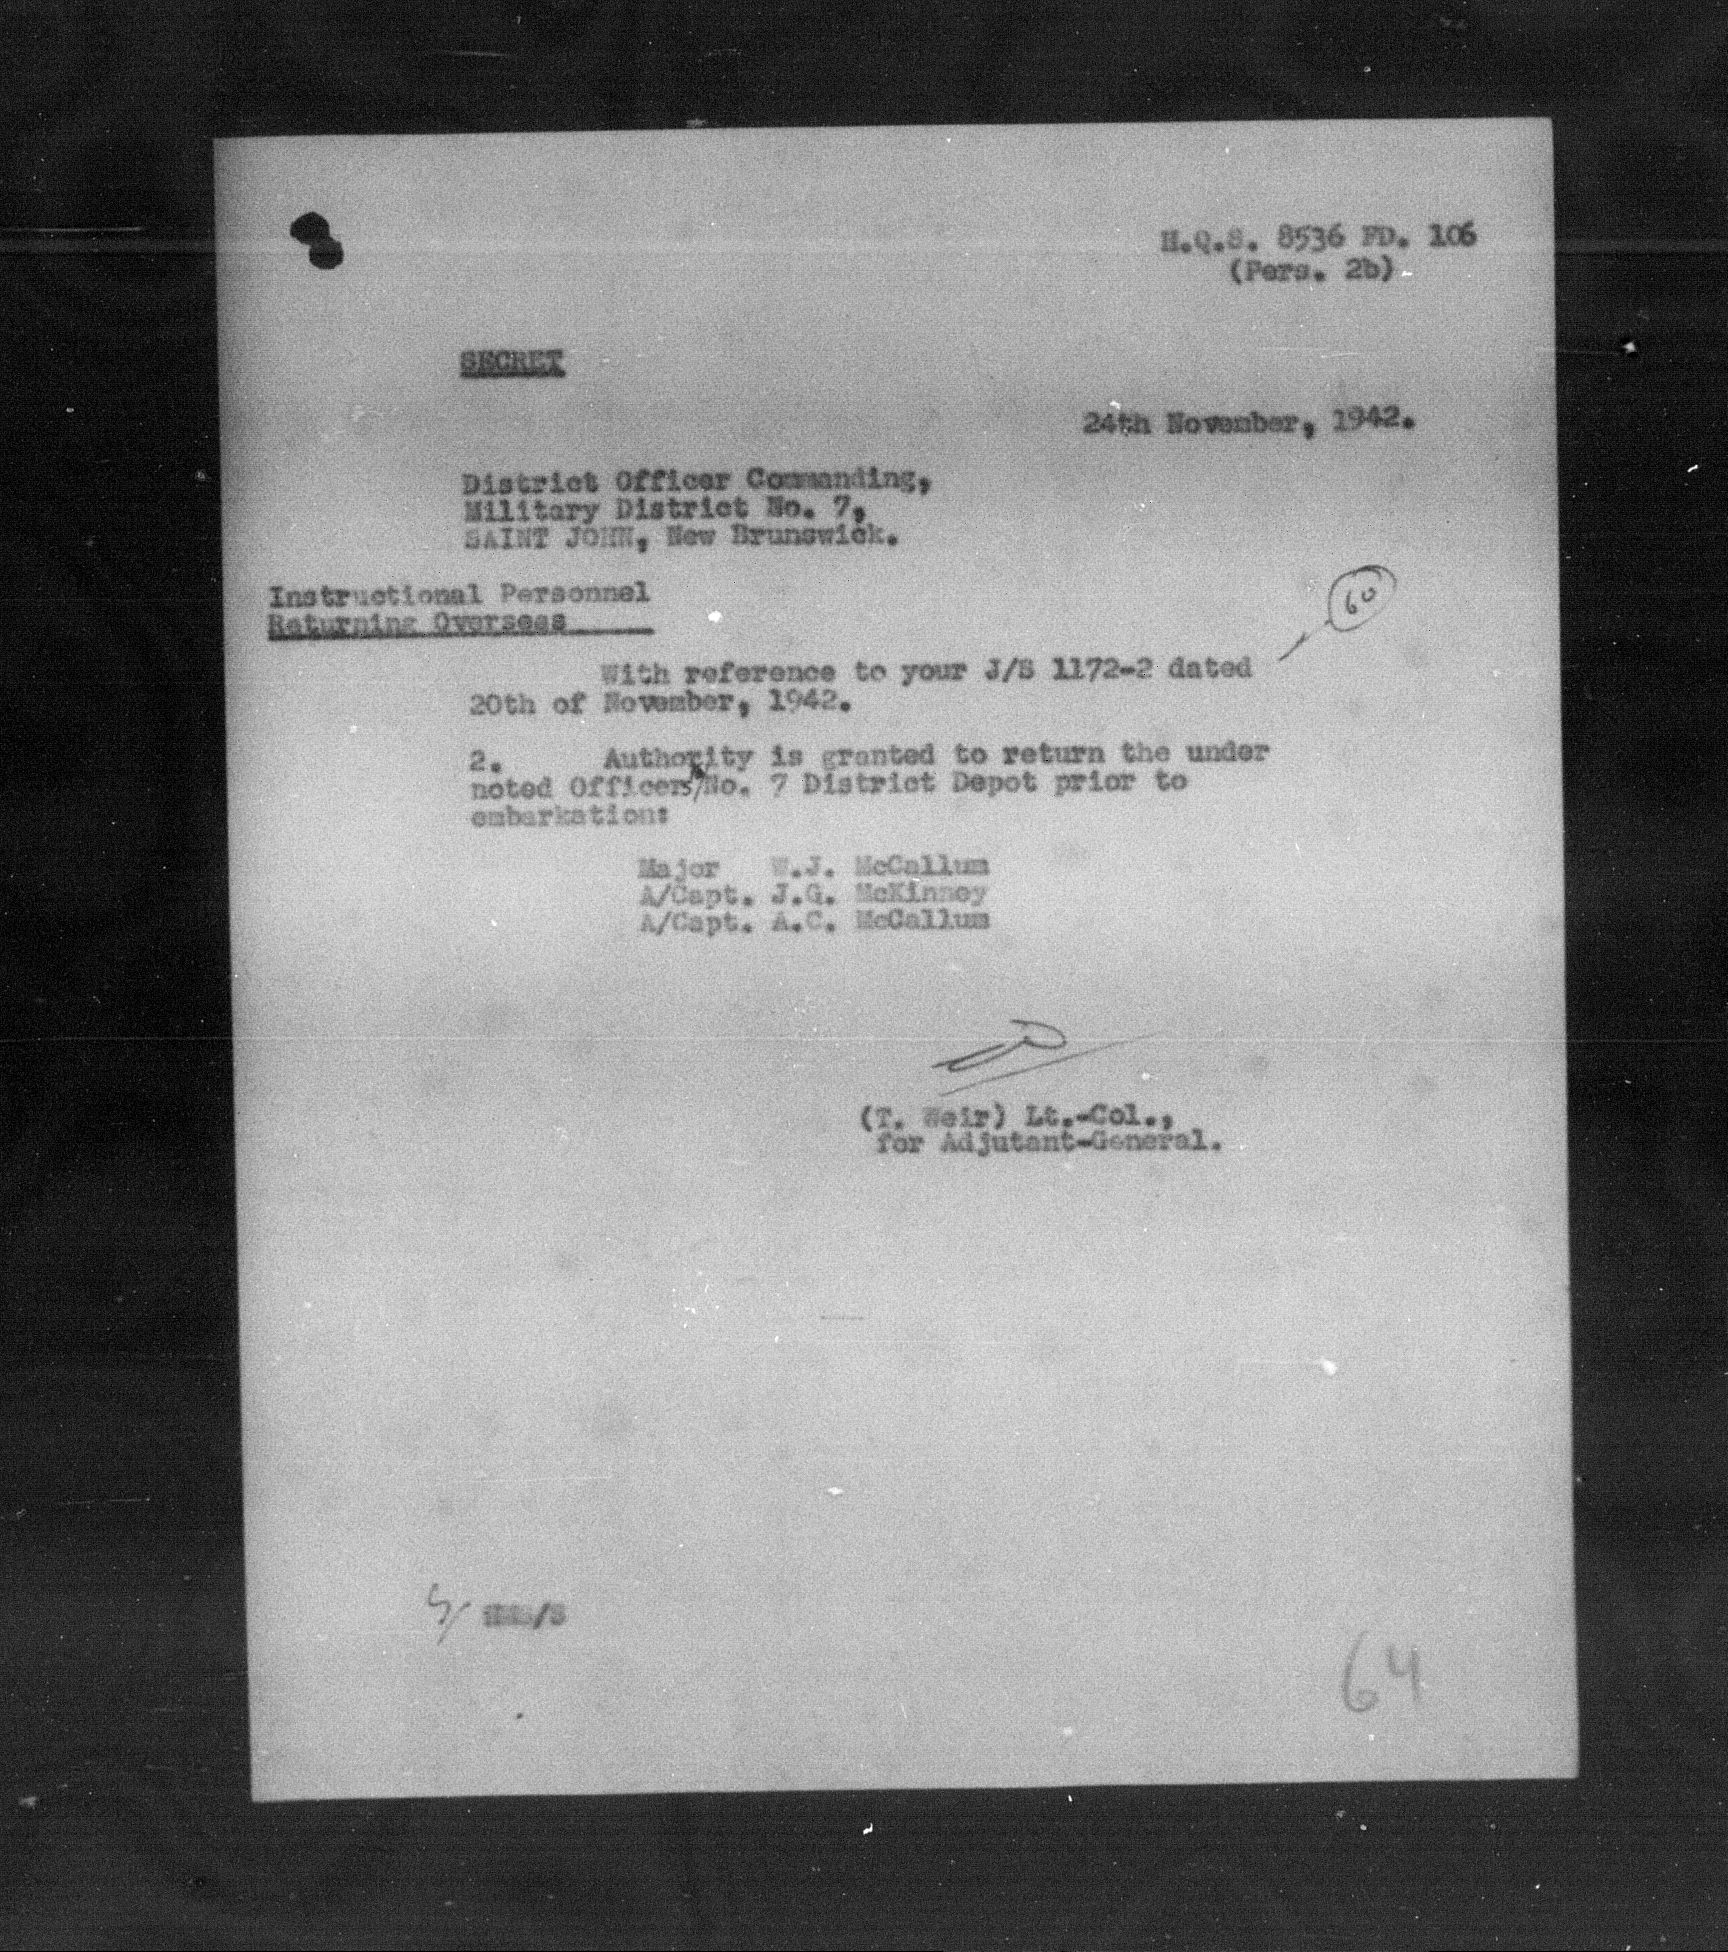 H.Q.S. 8536 FD. 106
(Pers. 2b)
SECRET
24th November, 1942.
District Officer Commanding,
Military District No. 7,
SAINT JOHN, New Brunswick.
Instructional Personnel
Returning Overseas
60
With reference to your J/S 1172-2 dated
20th of November, 1942.
2. Authority is granted to return the under
noted Officers/to No. 7 District Depot prior to
embarkation:
Major W.J. McCallum
A/Capt. J.G. McKinney
A/Capt. A.C. McCallum
(T. Weir) Lt.-Col.,
for Adjutant-General.
64